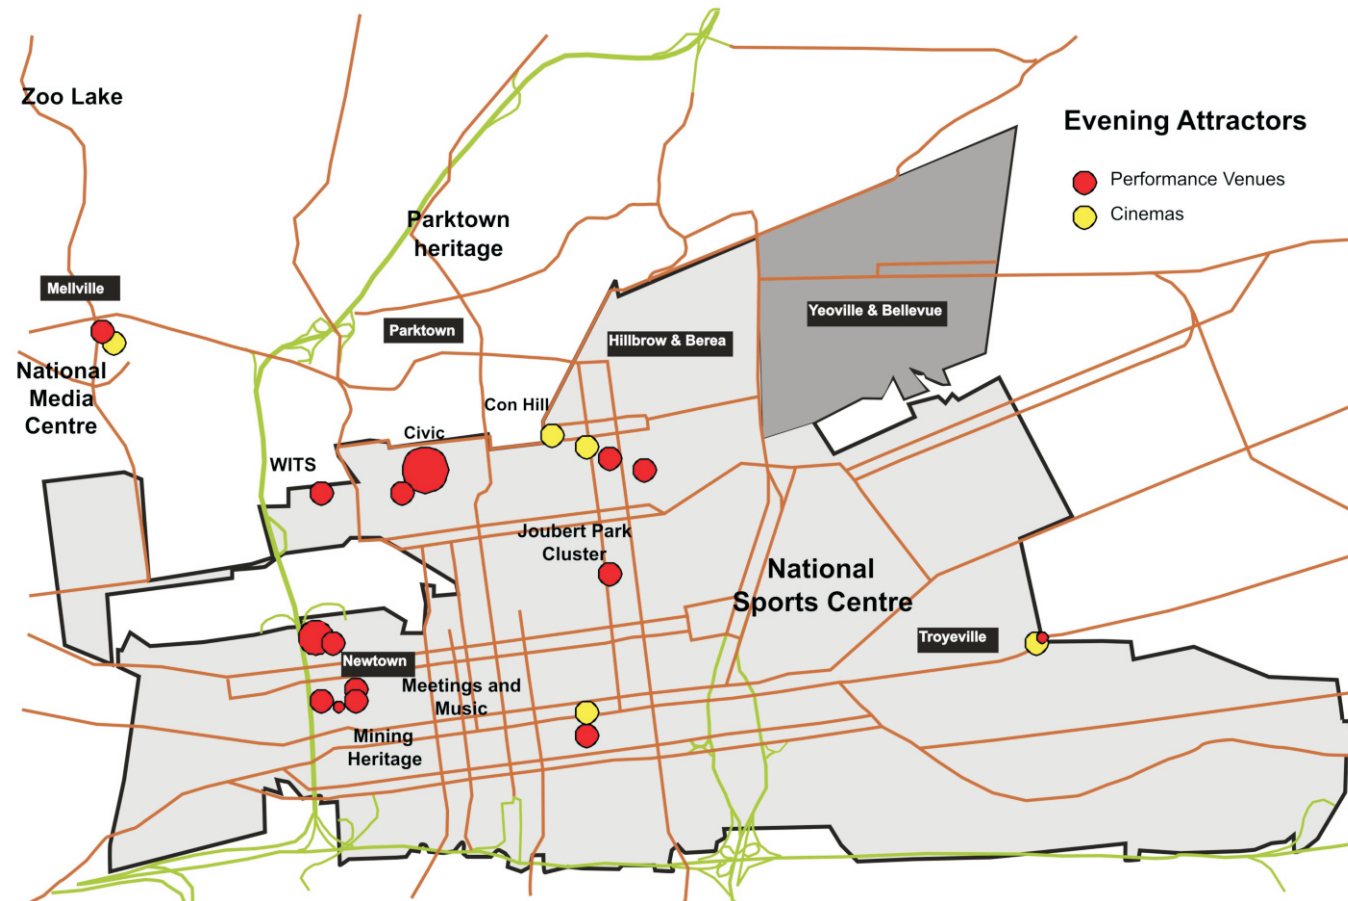 Zoo Lake
Evening Attractors
Performance Venues
Cinemas
Parktown
heritage
Mellville
Parktown
Hillbrow & Berea
Yeoville & Bellevue
National
Media
Centre
Con Hill
Civic
WITS
Joubert Park
Cluster
National
Sports Centre
Troyeville
Newtown
Meetings and
Music
Mining
Heritage